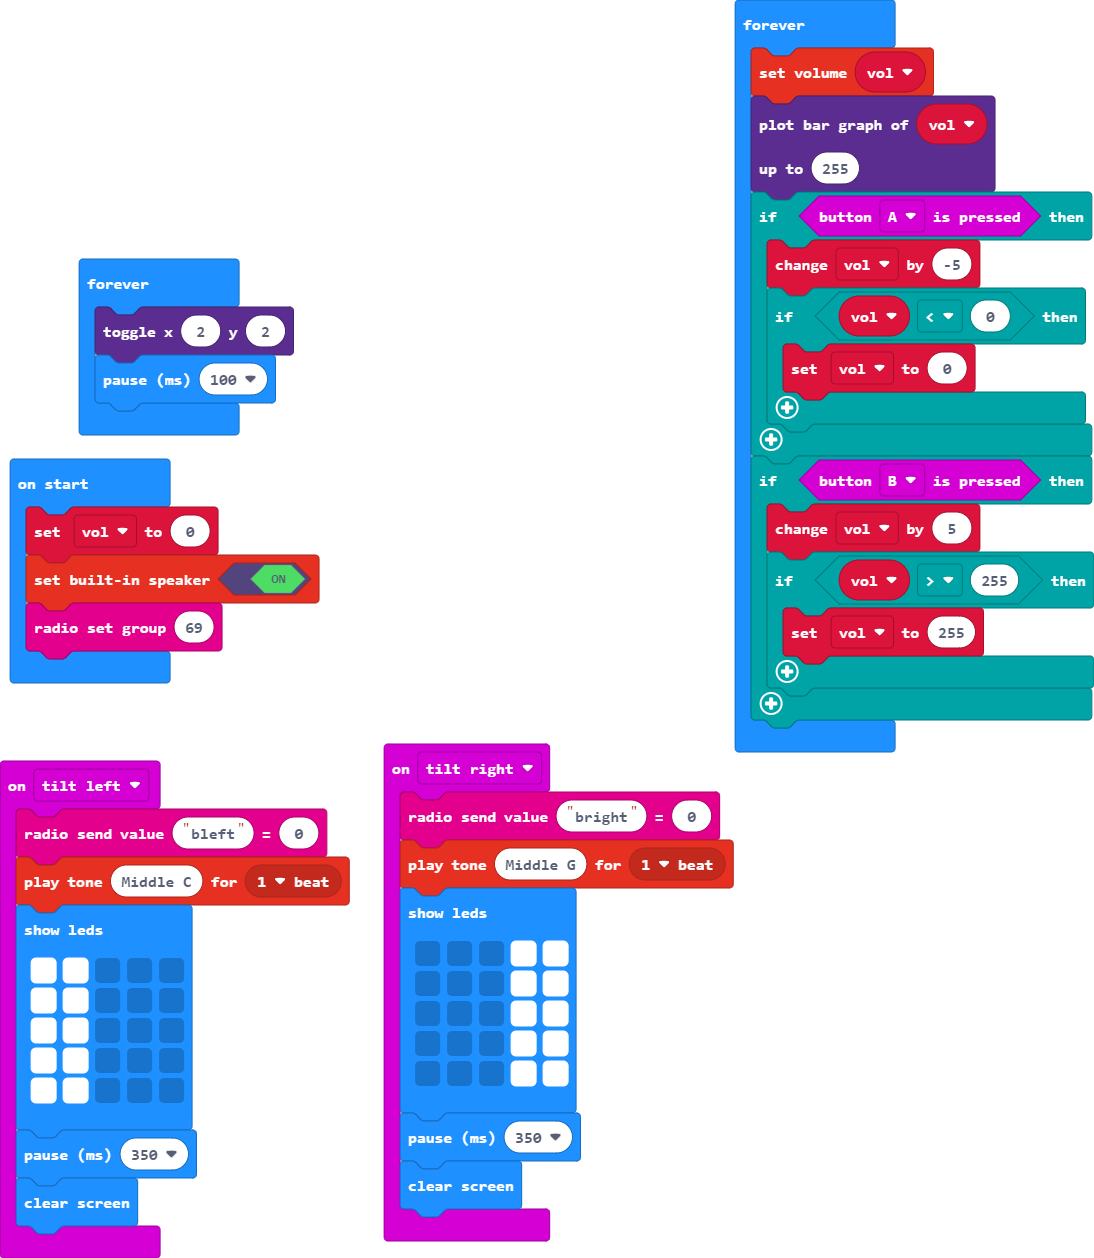 forever
toggle x 2 y 2
pause (ms) 100
on start
set vol to 0
set built-in speaker ON
radio set group 69
on tilt left
radio send value "bleft" = 0
play tone Middle C for 1 beat
show leds
pause (ms) 350
clear screen
on tilt right
radio send value "bright" = 0
play tone Middle G for 1 beat
show leds
pause (ms) 350
clear screen
forever
set volume vol
plot bar graph of vol
up to 255
if button A is pressed then
change vol by -5
if vol < 0 then
set vol to 0
if button B is pressed then
change vol by 5
if vol > 255 then
set vol to 255